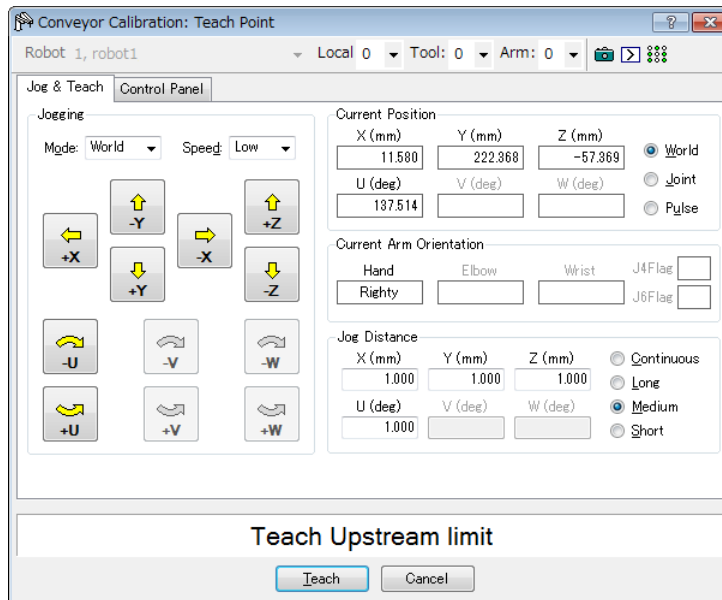 Conveyor Calibration: Teach Point
Robot 1, robot1 Local 0 Tool: 0 Arm: 0
Jog & Teach Control Panel
Jogging
Mode: World Speed: Low
+X -Y -X +Z
+Y -Z
-U -V -W
+U +V +W
Current Position
X (mm) Y (mm) Z (mm)
11.580 222.368 -57.369
U (deg) V (deg) W (deg)
137.514
World
Joint
Pulse
Current Arm Orientation
Hand Elbow Wrist J4Flag
Righty J6Flag
Jog Distance
X (mm) Y (mm) Z (mm)
1.000 1.000 1.000
U (deg) V (deg) W (deg)
1.000
Continuous
Long
Medium
Short
Teach Upstream limit
Teach Cancel